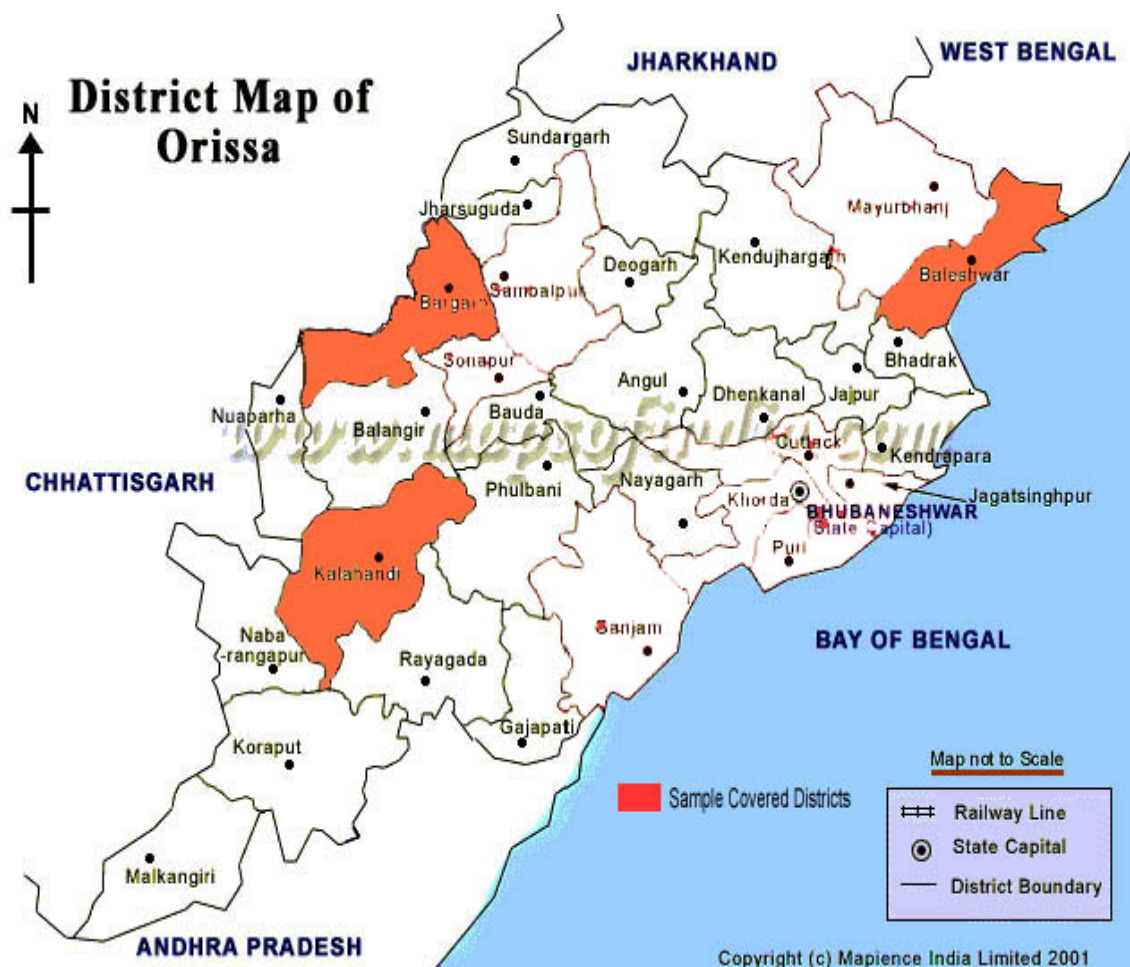 JHARKHAND
WEST BENGAL
District Map of
Orissa
N
Sundargarh
Jharsuguda
Mayurbhanj
Deogarh
Kendujhargarh
Baleshwar
Bargarh
Sambalpur
Sonapur
Bhadrak
Angul
Dhenkanal
Jajpur
Nuaparha
Balangir
Bauda
www.mapsofindia.com
Cuttack
Kendrapara
CHHATTISGARH
Phulbani
Nayagarh
Khorda
Jagatsinghpur
BHUBANESHWAR
(State Capital)
Puri
Kalahandi
Ganjam
BAY OF BENGAL
Naba
-rangapur
Rayagada
Gajapati
Koraput
Map not to Scale
Sample Covered Districts
Railway Line
State Capital
District Boundary
Malkangiri
ANDHRA PRADESH
Copyright (c) Mapience India Limited 2001